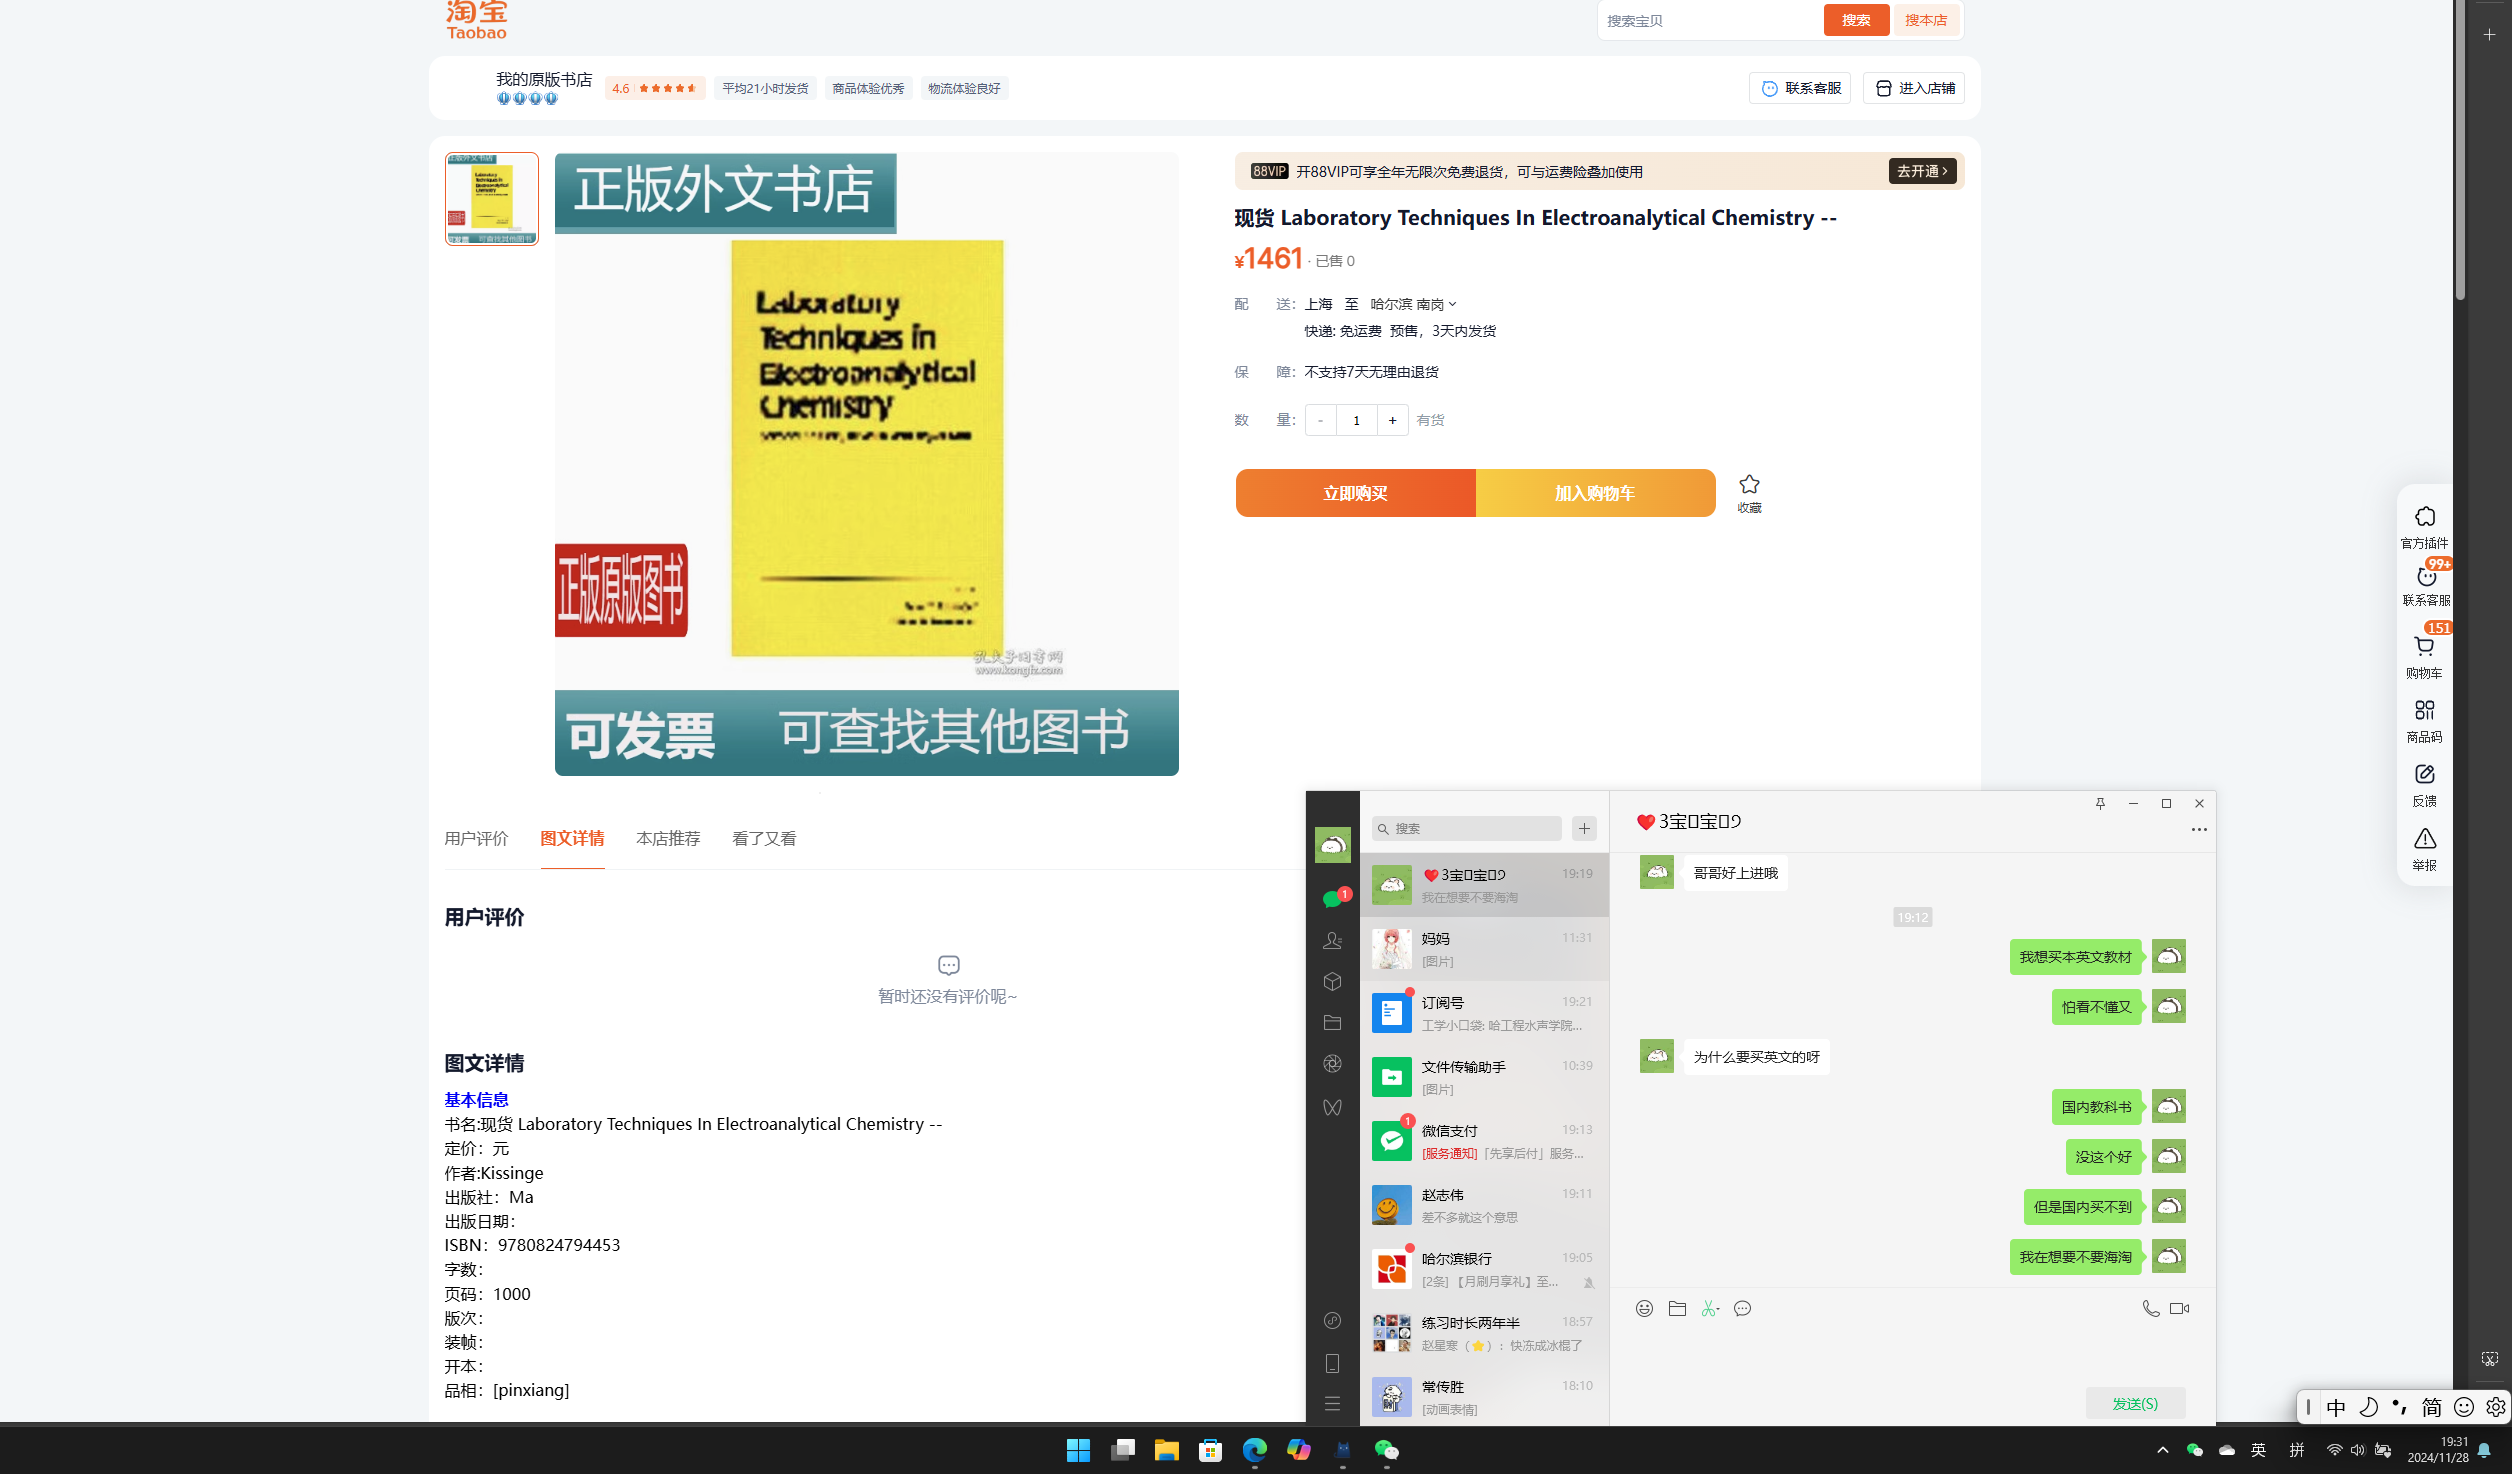 淘宝
Taobao
搜索宝贝
搜索
搜本店
我的原版书店
4.6
平均21小时发货
商品体验优秀
物流体验良好
联系客服
进入店铺
正版外文书店
Laboratory
Techniques in
Electroanalytical
Chemistry
正版原版图书
孔夫子旧书网
www.kongfz.com
可发票
可查找其他图书
88VIP
开88VIP可享全年无限次免费退货，可与运费险叠加使用
去开通
现货 Laboratory Techniques In Electroanalytical Chemistry --
¥1461 · 已售 0
配 送： 上海 至 哈尔滨 南岗
快递: 免运费 预售，3天内发货
保 障： 不支持7天无理由退货
数 量： - 1 + 有货
立即购买
加入购物车
收藏
官方插件
99+
联系客服
151
购物车
商品码
反馈
举报
用户评价
图文详情
本店推荐
看了又看
用户评价
暂时还没有评价呢~
图文详情
基本信息
书名:现货 Laboratory Techniques In Electroanalytical Chemistry --
定价：元
作者:Kissinge
出版社：Ma
出版日期：
ISBN：9780824794453
字数：
页码：1000
版次：
装帧：
开本：
品相：[pinxiang]
1
搜索
3宝宝
19:19
我在想要不要海淘
妈妈
11:31
[图片]
订阅号
19:21
工学小口袋: 哈工程水声学院...
文件传输助手
10:39
[图片]
1
微信支付
19:13
[服务通知]「先享后付」服务...
赵志伟
19:11
差不多就这个意思
哈尔滨银行
19:05
[2条] 【月刷月享礼】至...
练习时长两年半
18:57
赵星寒（⭐）：快冻成冰棍了
常传胜
18:10
[动画表情]
3宝宝
哥哥好上进哦
19:12
我想买本英文教材
怕看不懂又
为什么要买英文的呀
国内教科书
没这个好
但是国内买不到
我在想要不要海淘
发送(S)
中
简
英
拼
19:31
2024/11/28